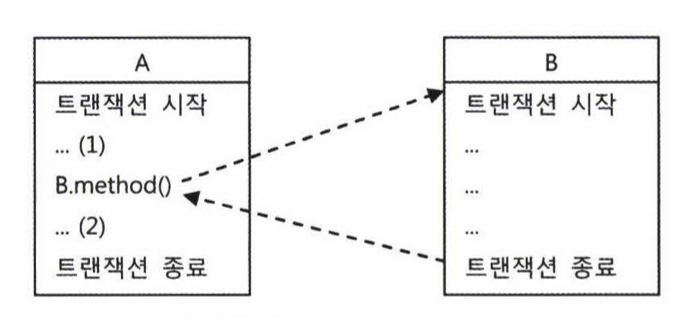 A
트랜잭션 시작
... (1)
B.method()
... (2)
트랜잭션 종료
B
트랜잭션 시작
...
...
...
트랜잭션 종료